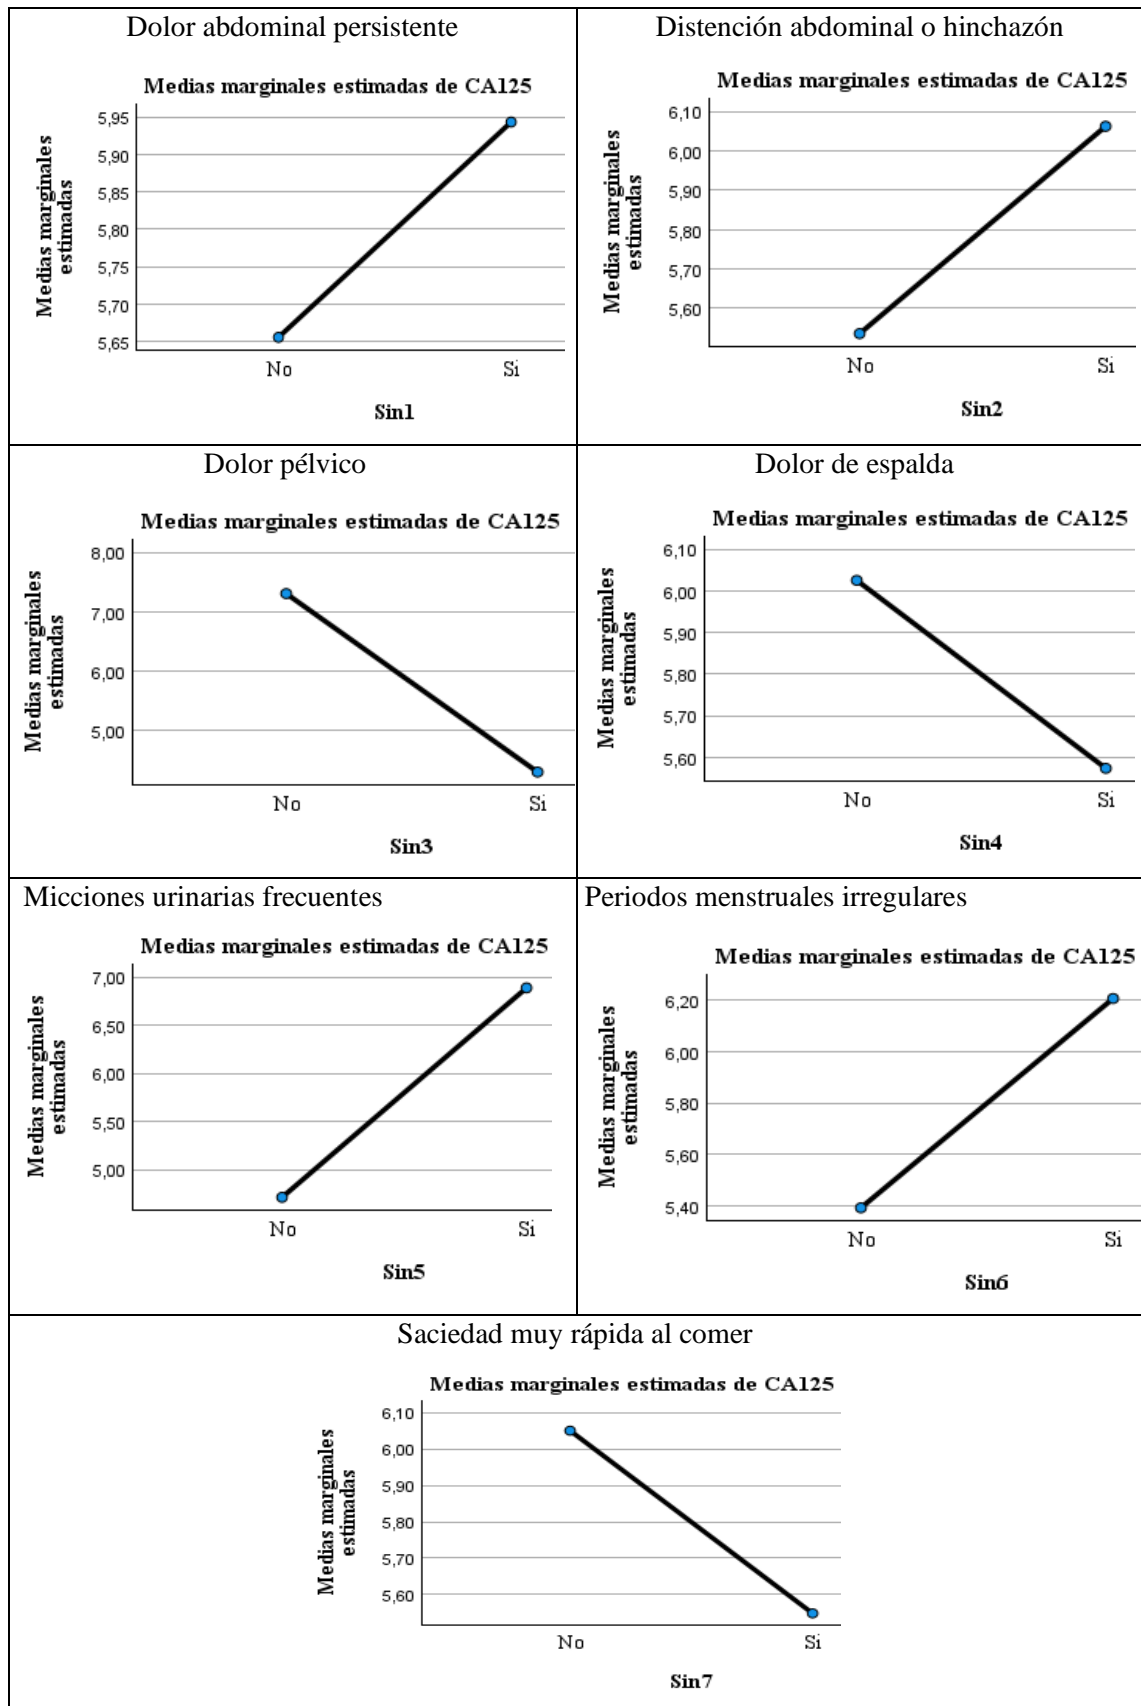 Dolor abdominal persistente
Medias marginales estimadas de CA125
Medias marginales
estimadas
5,95
5,90
5,85
5,80
5,75
5,70
5,65
No
Si
Sin1
Distención abdominal o hinchazón
Medias marginales estimadas de CA125
Medias marginales
estimadas
6,10
6,00
5,90
5,80
5,70
5,60
No
Si
Sin2
Dolor pélvico
Medias marginales estimadas de CA125
Medias marginales
estimadas
8,00
7,00
6,00
5,00
No
Si
Sin3
Dolor de espalda
Medias marginales estimadas de CA125
Medias marginales
estimadas
6,10
6,00
5,90
5,80
5,70
5,60
No
Si
Sin4
Micciones urinarias frecuentes
Medias marginales estimadas de CA125
Medias marginales
estimadas
7,00
6,50
6,00
5,50
5,00
No
Si
Sin5
Periodos menstruales irregulares
Medias marginales estimadas de CA125
Medias marginales
estimadas
6,20
6,00
5,80
5,60
5,40
No
Si
Sin6
Saciedad muy rápida al comer
Medias marginales estimadas de CA125
Medias marginales
estimadas
6,10
6,00
5,90
5,80
5,70
5,60
No
Si
Sin7